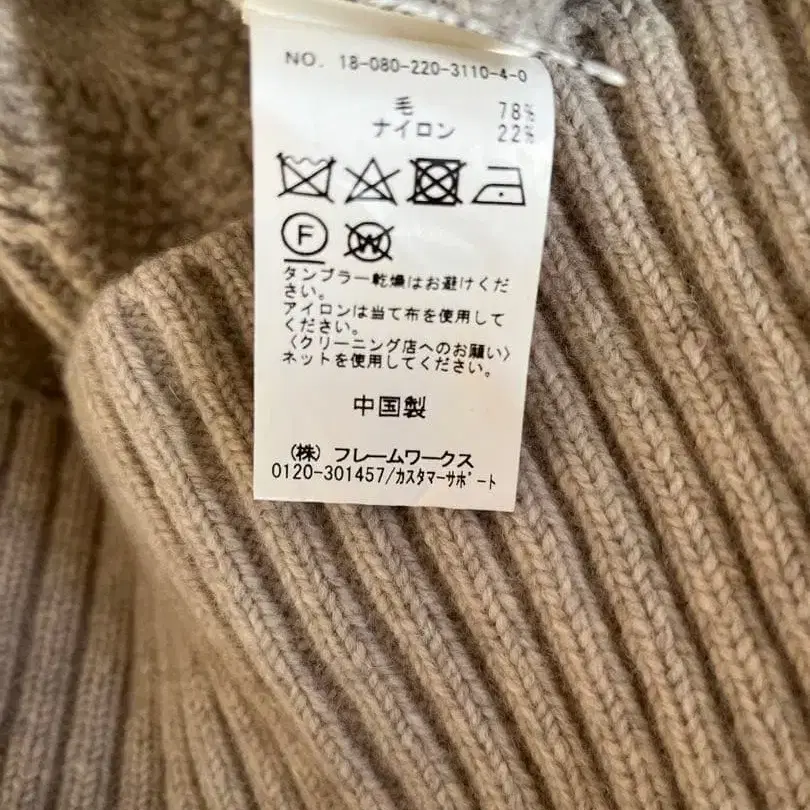 NO. 18-080-220-3110-4-0
毛 78%
ナイロン 22%
F W
タンブラー乾燥はお避けくだ
さい。
アイロンは当て布を使用して
ください。
〈クリーニング店へのお願い〉
ネットを使用してください。
中国製
（株）フレームワークス
0120-301457/カスタマーサポート